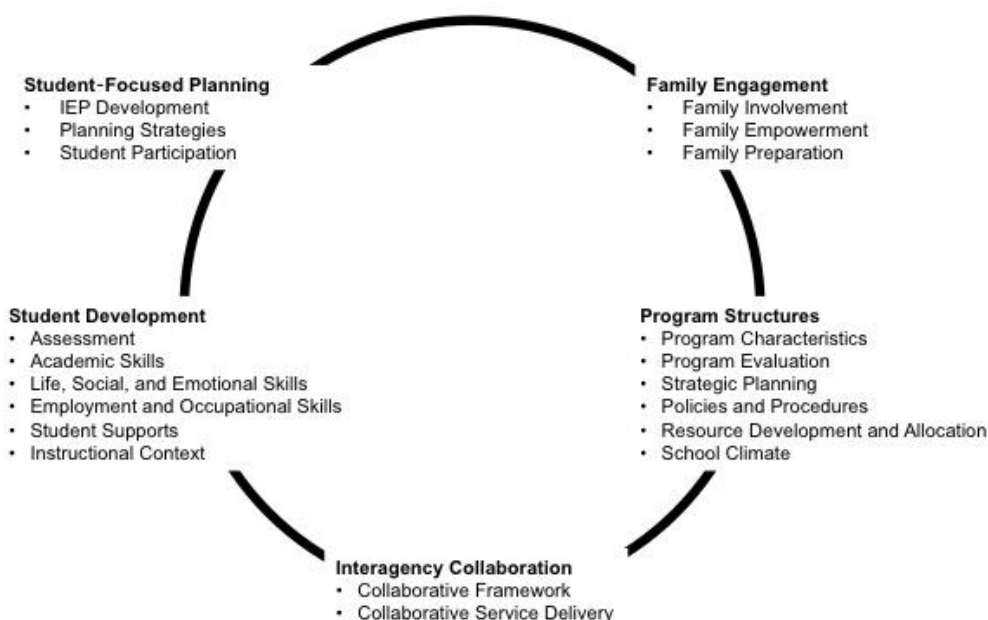 Student-Focused Planning
• IEP Development
• Planning Strategies
• Student Participation
Family Engagement
• Family Involvement
• Family Empowerment
• Family Preparation
Student Development
• Assessment
• Academic Skills
• Life, Social, and Emotional Skills
• Employment and Occupational Skills
• Student Supports
• Instructional Context
Program Structures
• Program Characteristics
• Program Evaluation
• Strategic Planning
• Policies and Procedures
• Resource Development and Allocation
• School Climate
Interagency Collaboration
• Collaborative Framework
• Collaborative Service Delivery